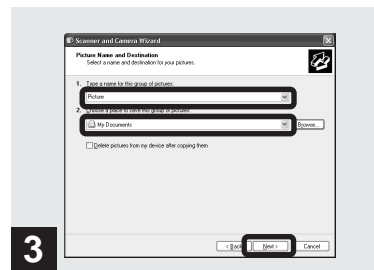 Scanner and Camera Wizard
Picture Name and Destination
Select a name and destination for your pictures.
1. Type a name for this group of pictures:
Picture
2. Choose a place to save this group of pictures:
My Documents
Browse...
Delete pictures from my device after copying them
3
< Back
Next >
Cancel